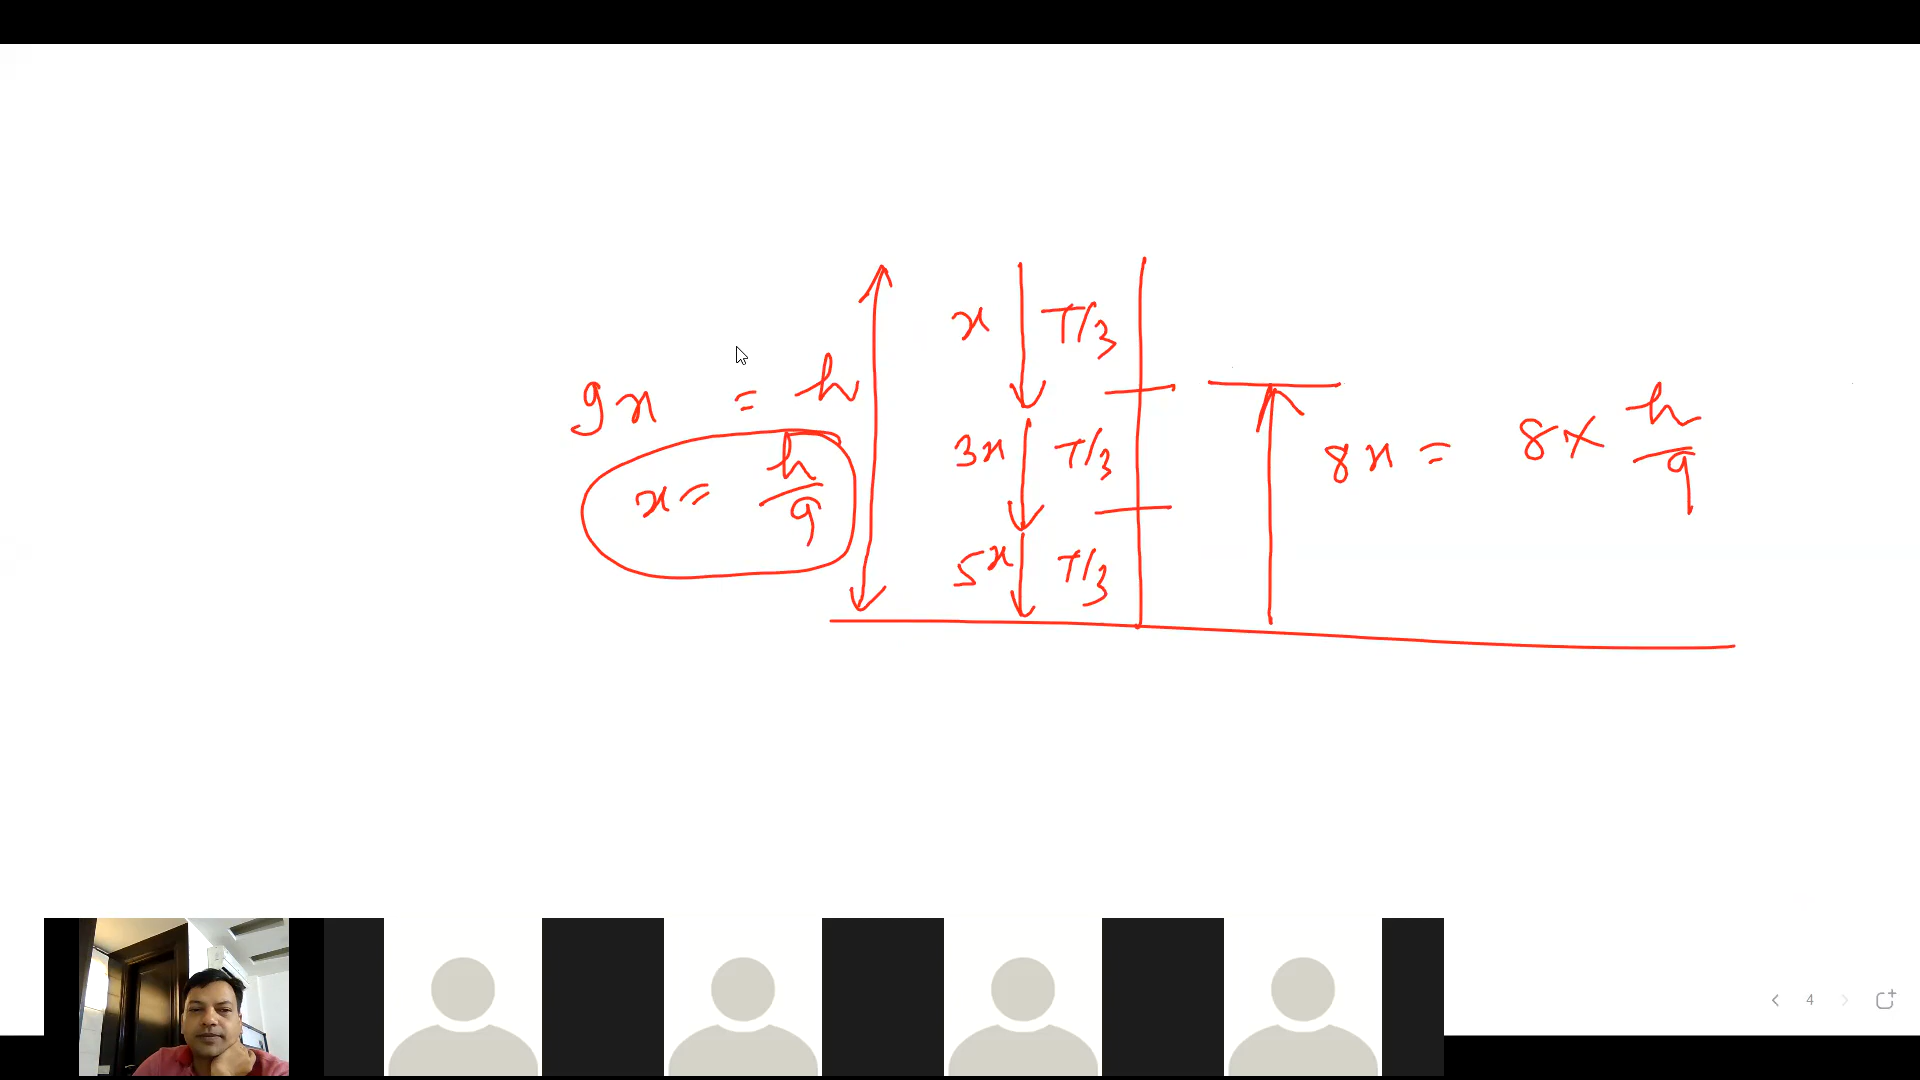 9x = h
x = h/9
x T/3
3x T/3
5x T/3
8x = 8 × h/9
4